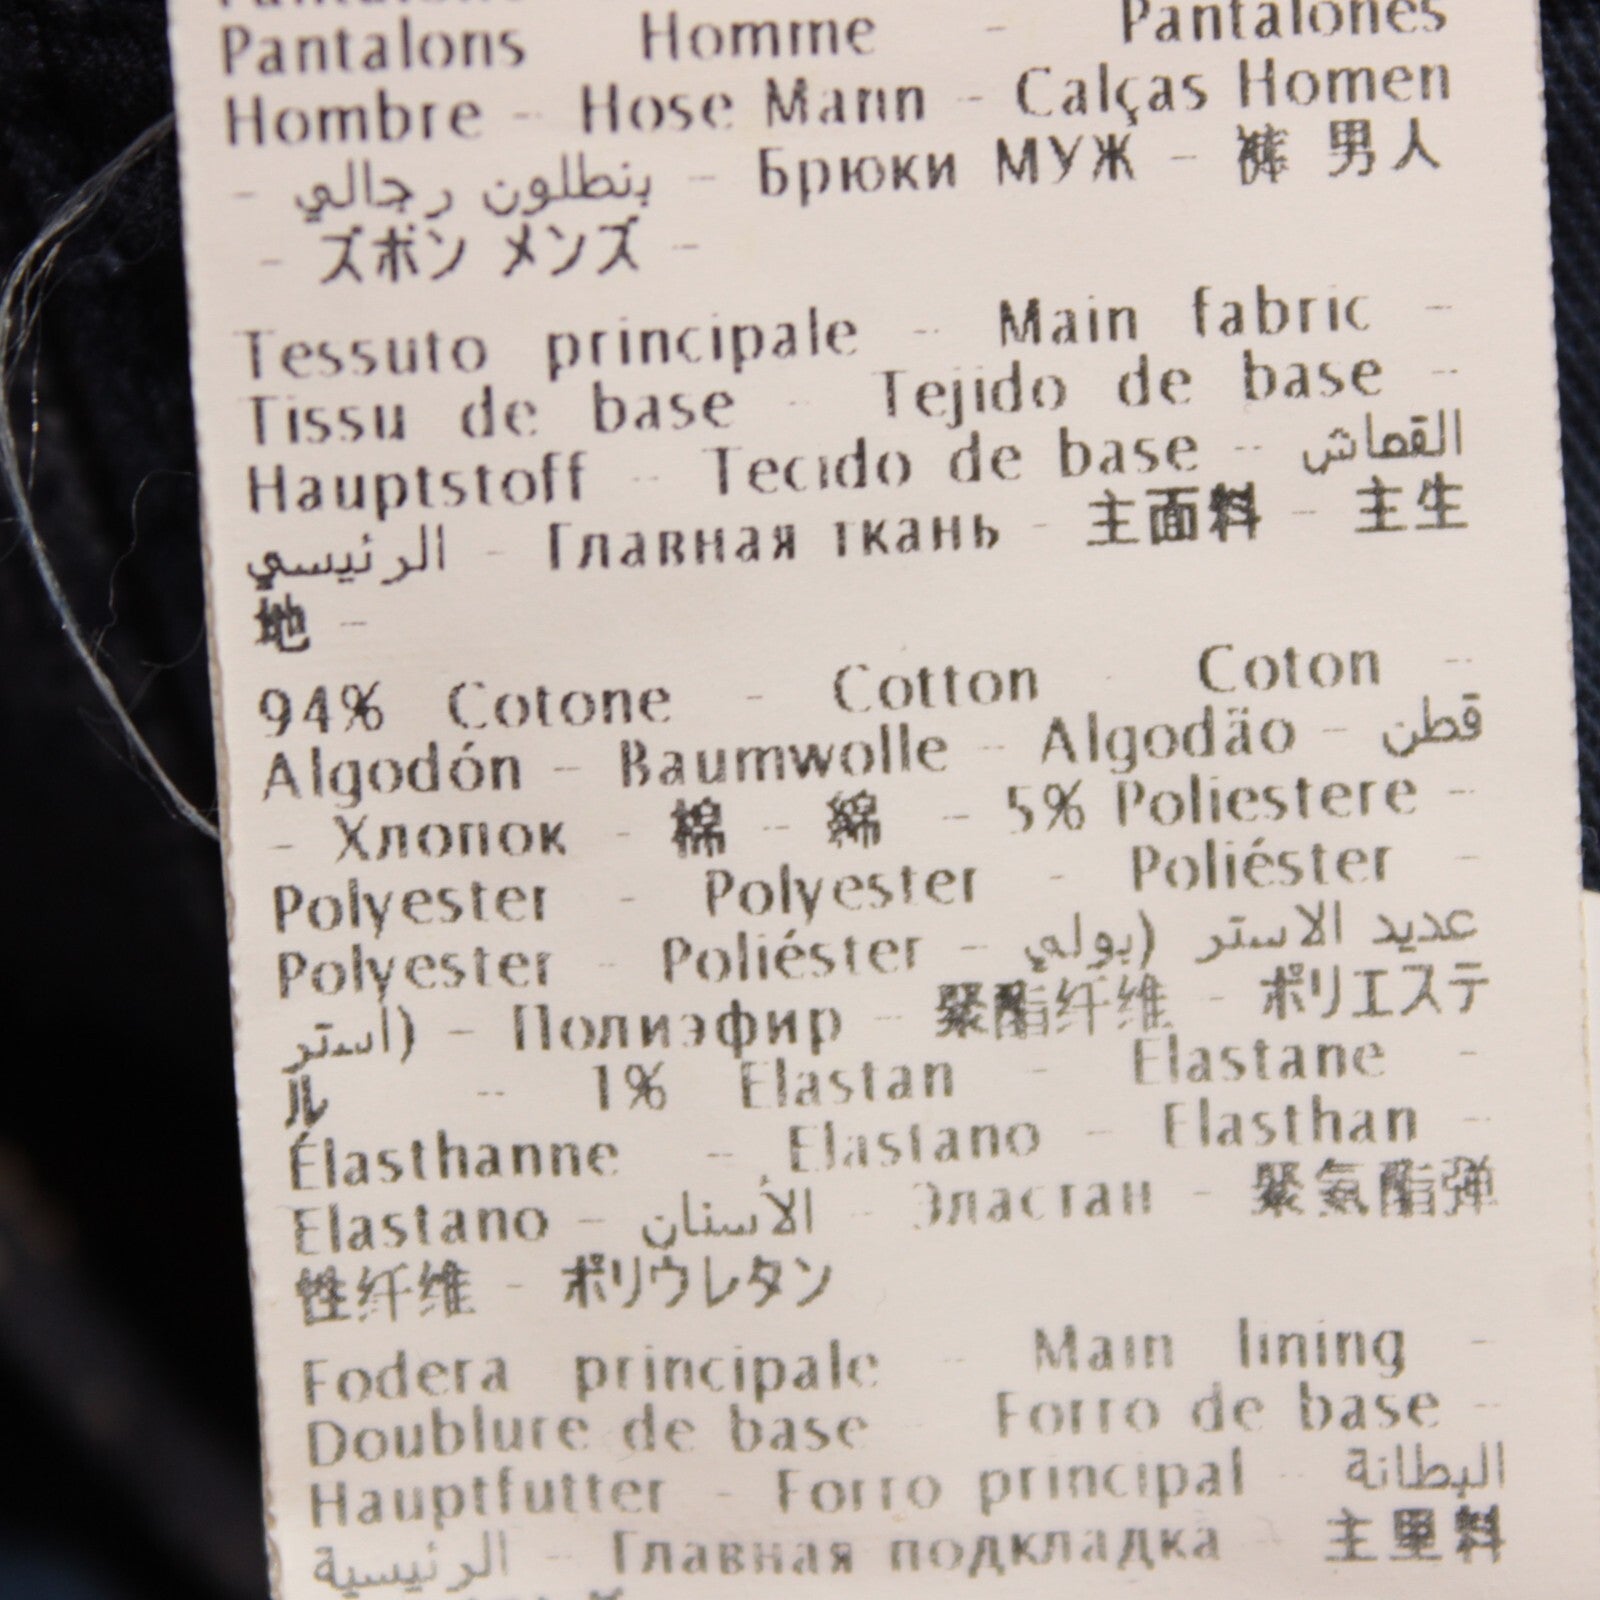 Pantalons Homme - Pantalones
Hombre - Hose Mann - Calças Homen
- بنطلون رجالي - Брюки МУЖ - 裤 男人
- ズボン メンズ -
Tessuto principale - Main fabric -
Tissu de base - Tejido de base -
Hauptstoff - Tecido de base - القماش
الرئيسي - Главная ткань - 主面料 - 主生
地 -
94% Cotone - Cotton - Coton -
Algodón - Baumwolle - Algodão - قطن
- Хлопок - 棉 - 綿 - 5% Poliestere -
Polyester - Polyester - Poliéster -
Polyester - Poliéster - عديد الاستر (بولي
استر) - Полиэфир - 聚酯纤维 - ポリエステ
ル - 1% Elastan - Elastane -
Élasthanne - Elastano - Elasthan -
Elastano - الأستان - Эластан - 聚氨酯弹
性纤维 - ポリウレタン
Fodera principale - Main lining -
Doublure de base - Forro de base -
Hauptfutter - Forro principal - البطانة
الرئيسية - Главная подкладка - 主里料